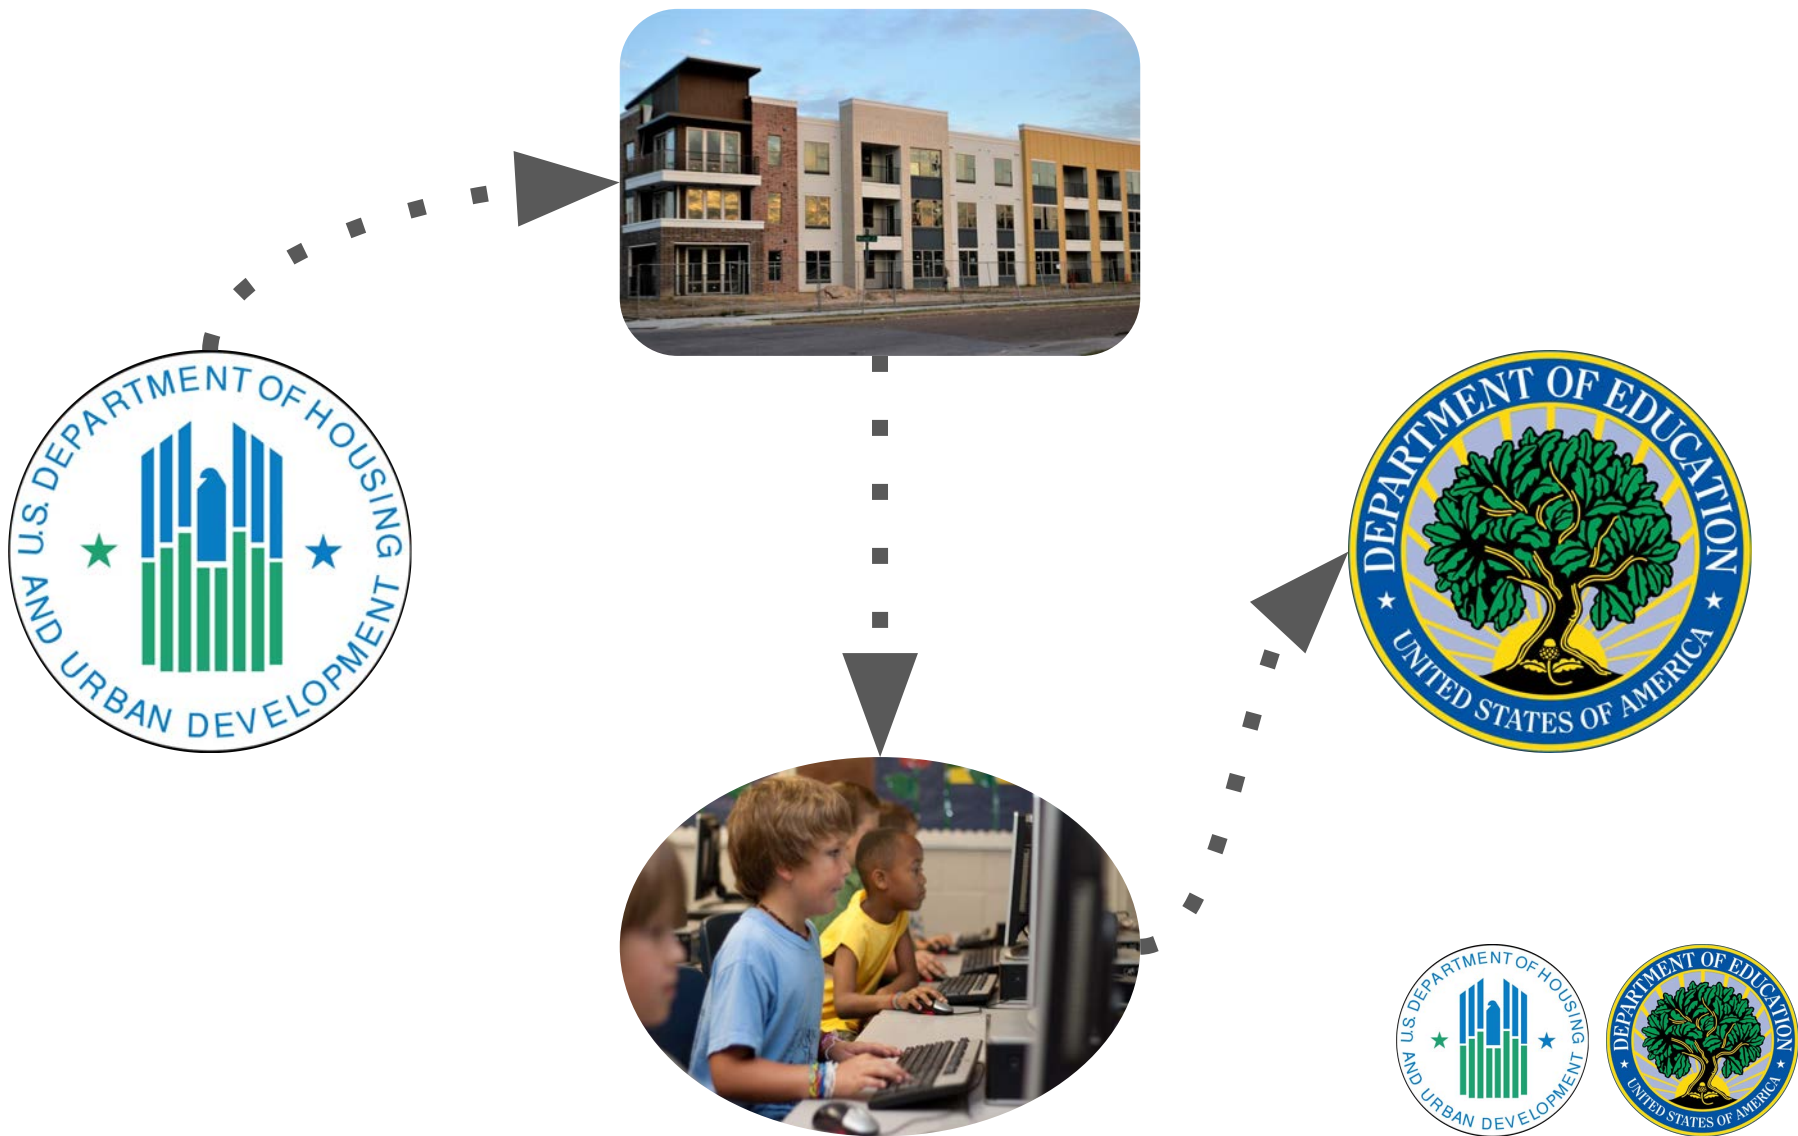 U.S. DEPARTMENT OF HOUSING
AND URBAN DEVELOPMENT
DEPARTMENT OF EDUCATION
UNITED STATES OF AMERICA
U.S. DEPARTMENT OF HOUSING
AND URBAN DEVELOPMENT
DEPARTMENT OF EDUCATION
UNITED STATES OF AMERICA